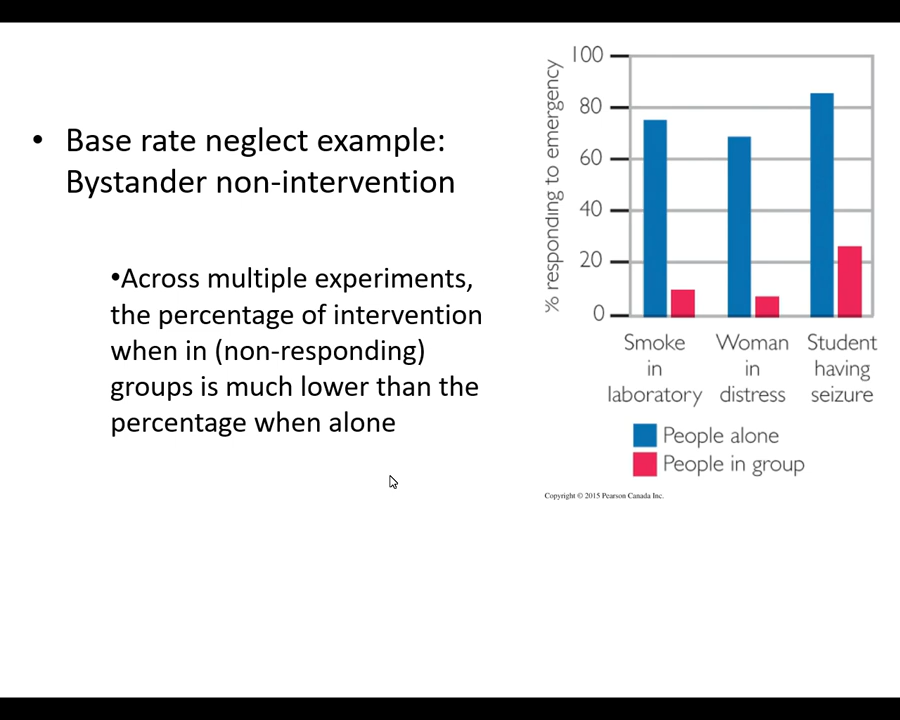 • Base rate neglect example:
Bystander non-intervention
•Across multiple experiments,
the percentage of intervention
when in (non-responding)
groups is much lower than the
percentage when alone
% responding to emergency
100
80
60
40
20
0
Smoke in laboratory
Woman in distress
Student having seizure
People alone
People in group
Copyright © 2015 Pearson Canada Inc.